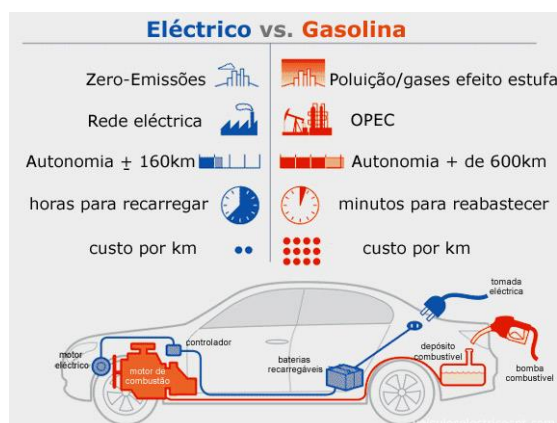 Eléctrico vs. Gasolina
Zero-Emissões
Poluição/gases efeito estufa
Rede eléctrica
OPEC
Autonomia ± 160km
Autonomia + de 600km
horas para recarregar
minutos para reabastecer
custo por km
custo por km
tomada
eléctrica
controlador
motor
eléctrico
motor de
combustão
baterias
recarregáveis
depósito
combustível
bomba
combustível